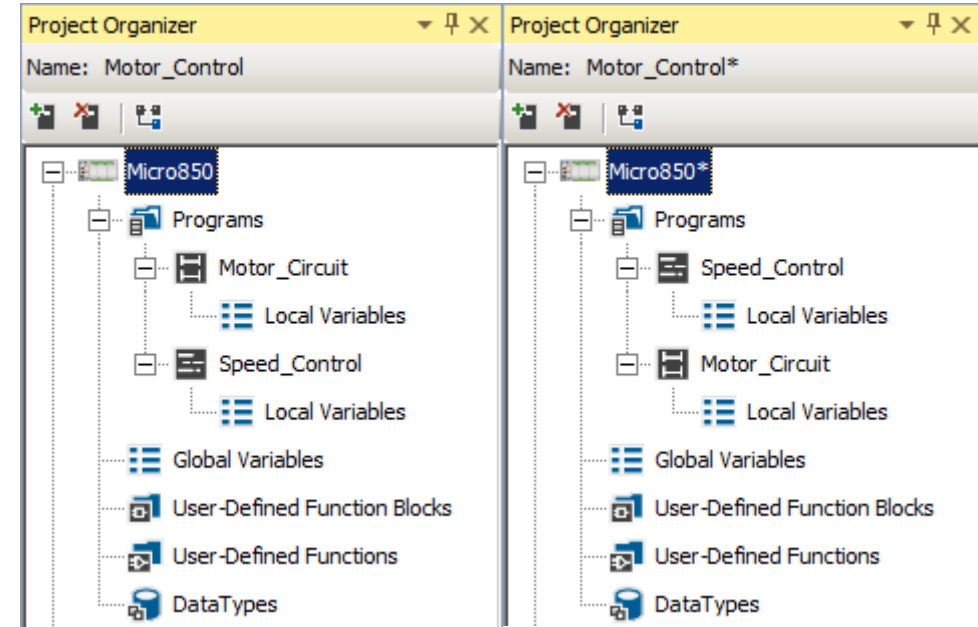 Project Organizer
Name: Motor_Control
Micro850
Programs
Motor_Circuit
Local Variables
Speed_Control
Local Variables
Global Variables
User-Defined Function Blocks
User-Defined Functions
DataTypes
Project Organizer
Name: Motor_Control*
Micro850*
Programs
Speed_Control
Local Variables
Motor_Circuit
Local Variables
Global Variables
User-Defined Function Blocks
User-Defined Functions
DataTypes